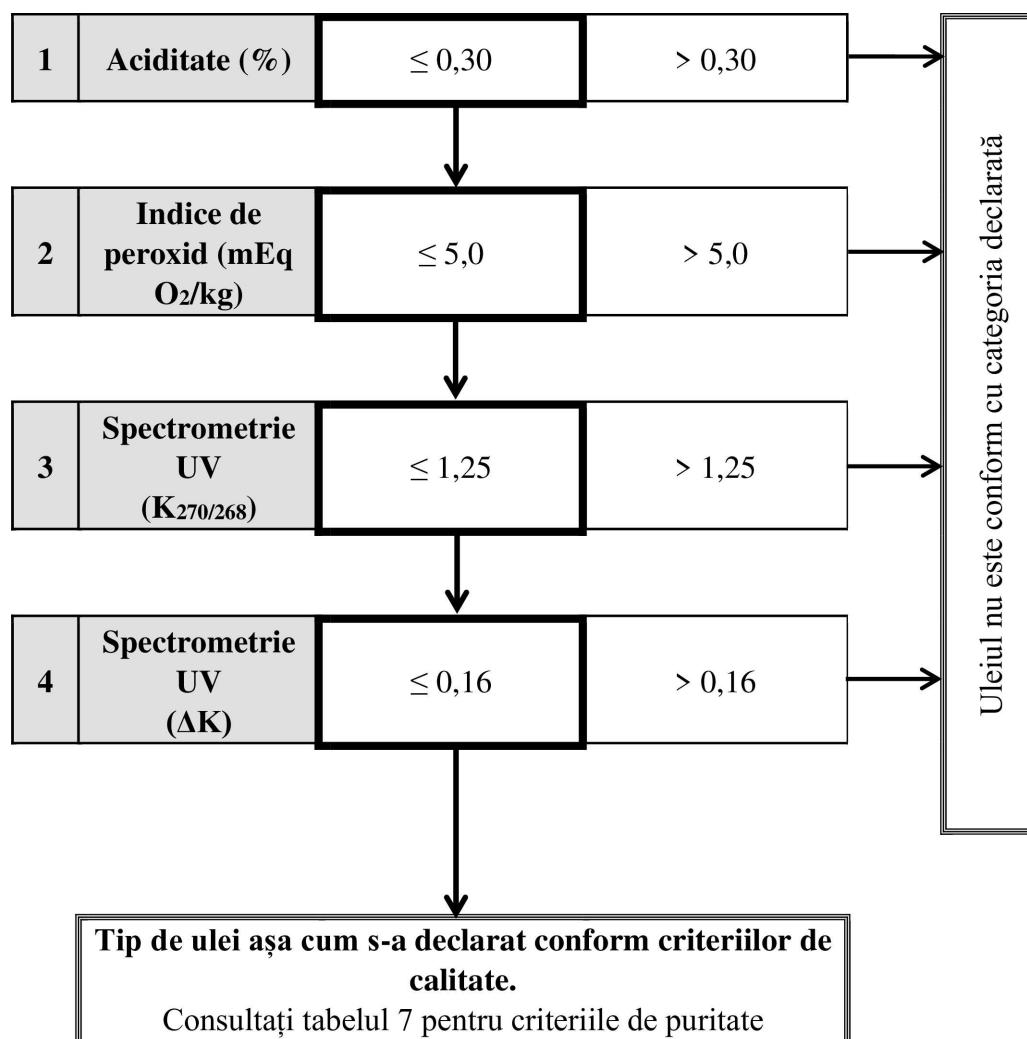 1 Aciditate (%) ≤ 0,30 > 0,30
2 Indice de peroxid (mEq O₂/kg) ≤ 5,0 > 5,0
3 Spectrometrie UV (K₂₇₀/₂₆₈) ≤ 1,25 > 1,25
4 Spectrometrie UV (ΔK) ≤ 0,16 > 0,16
Uleiul nu este conform cu categoria declarată
Tip de ulei așa cum s-a declarat conform criteriilor de
calitate.
Consultați tabelul 7 pentru criteriile de puritate